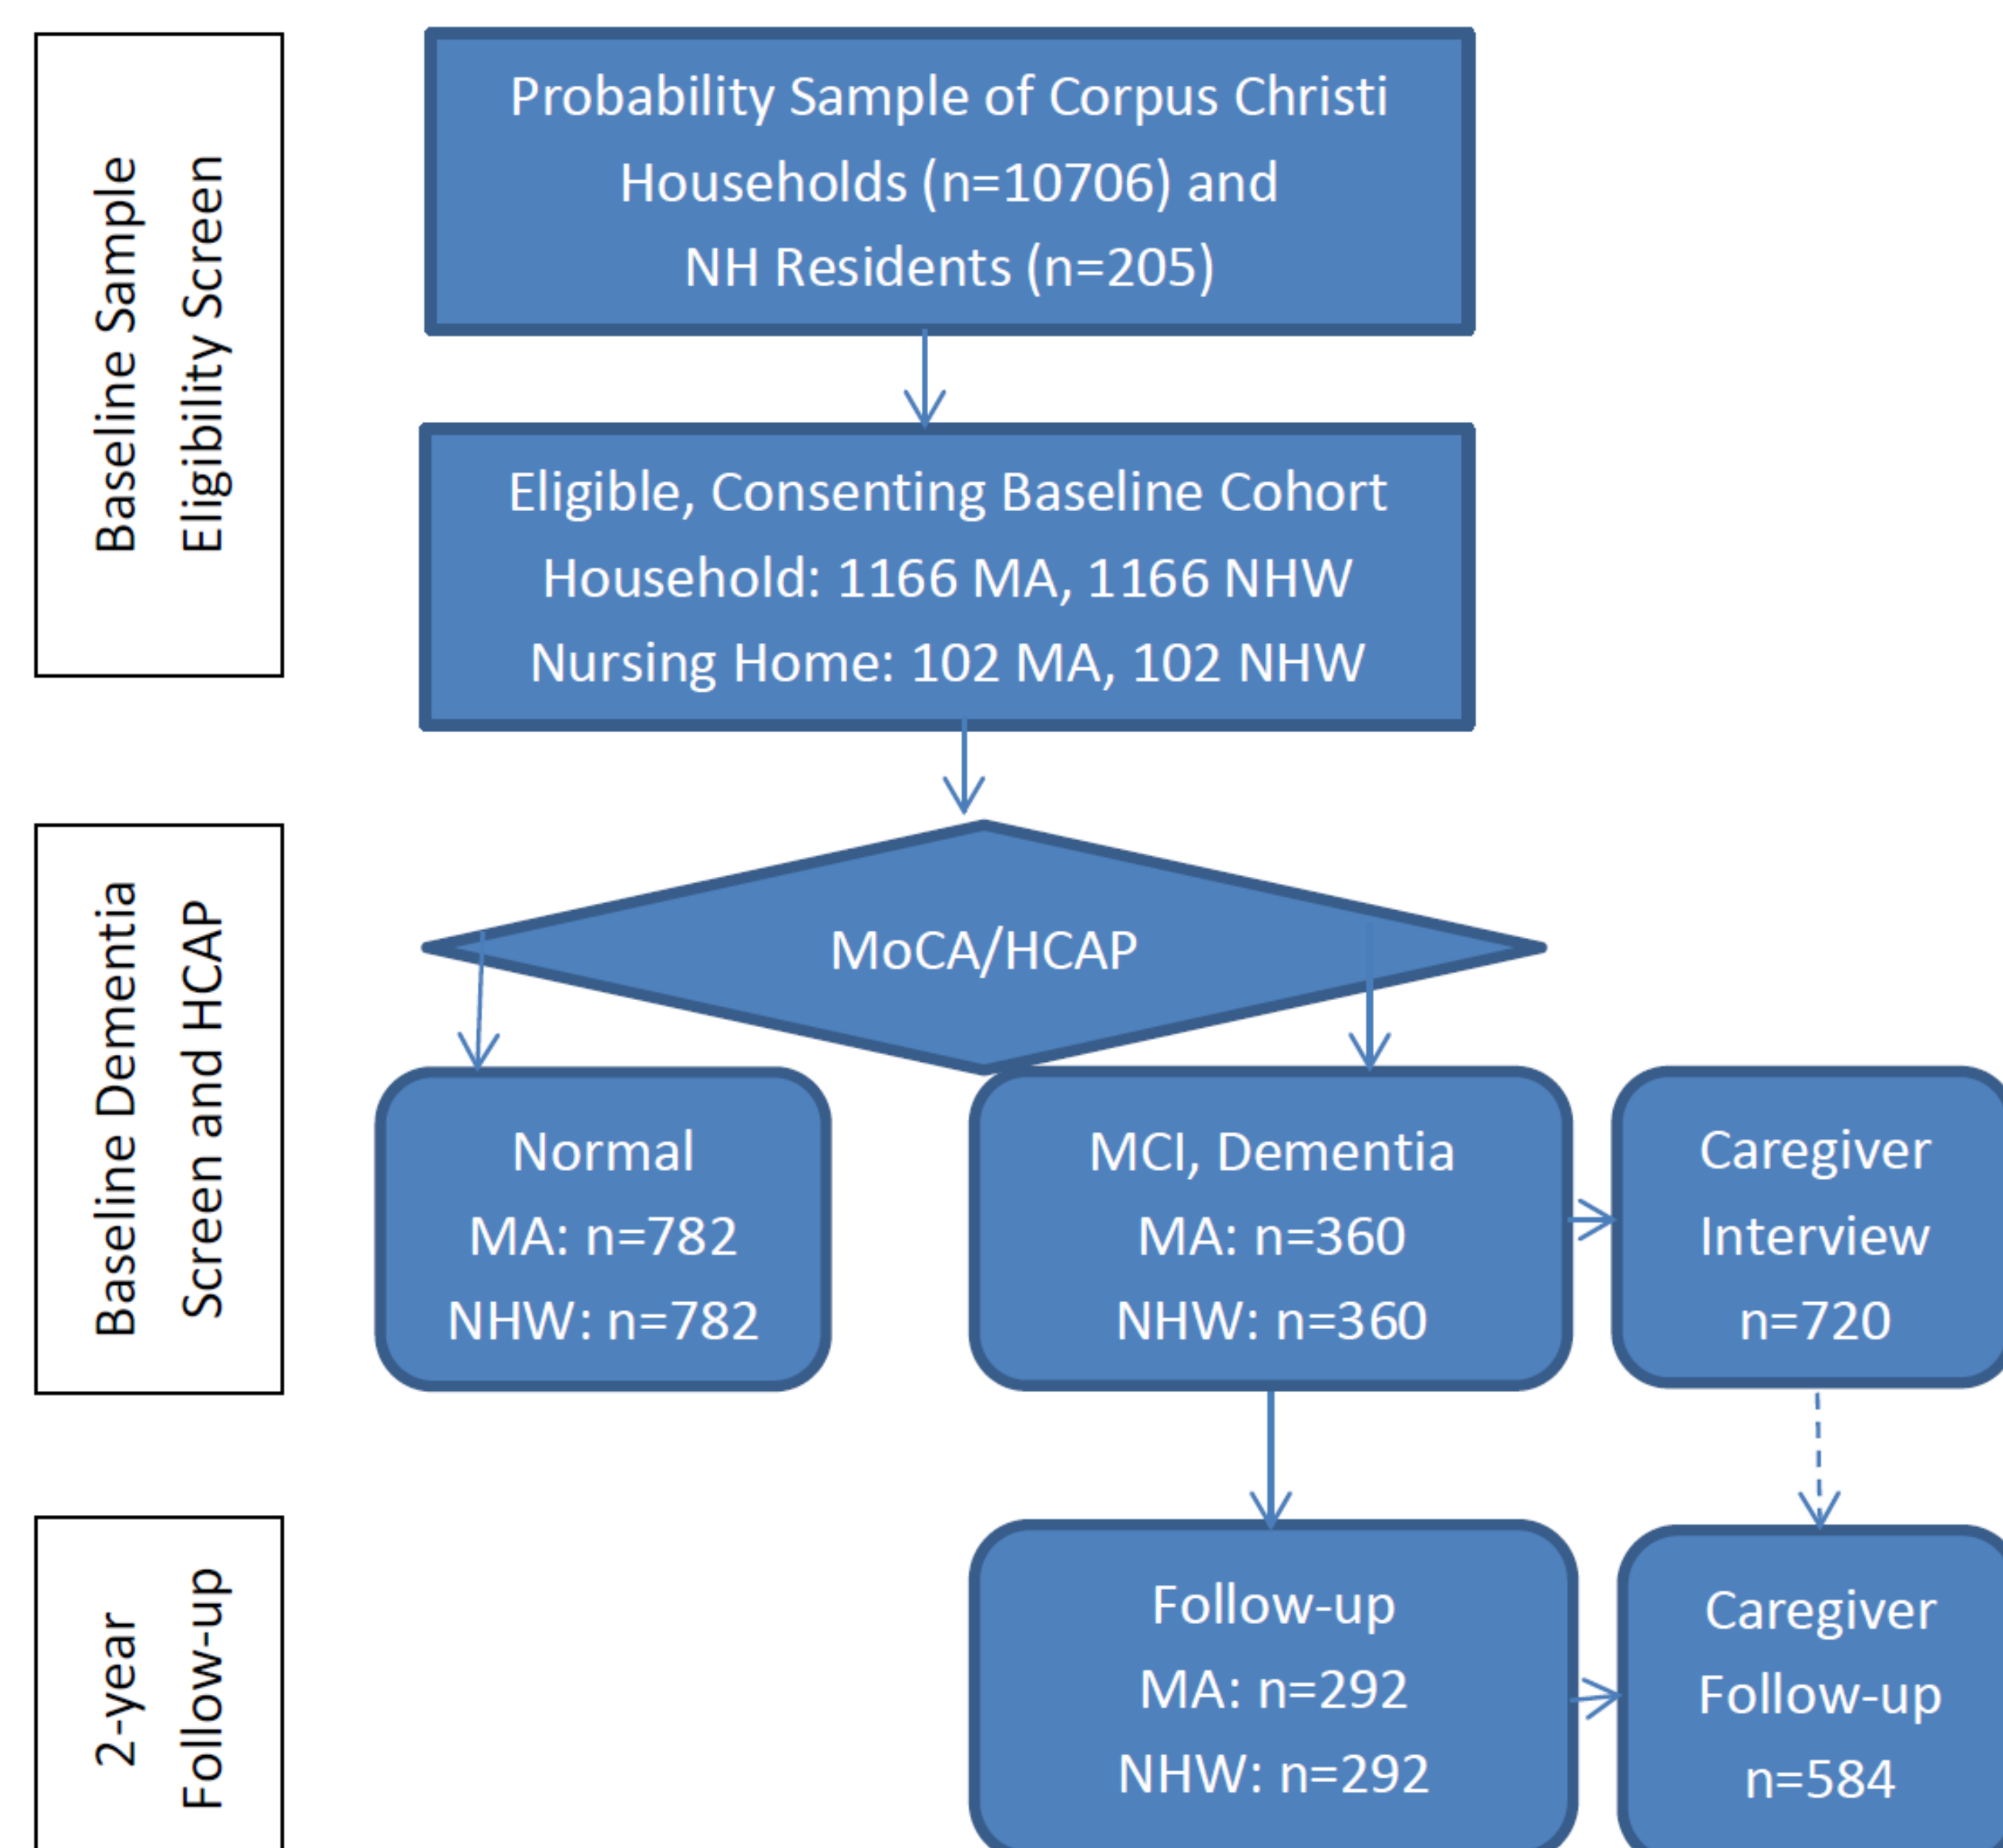 Baseline Sample
Eligibility Screen
Probability Sample of Corpus Christi
Households (n=10706) and
NH Residents (n=205)
Eligible, Consenting Baseline Cohort
Household: 1166 MA, 1166 NHW
Nursing Home: 102 MA, 102 NHW
Baseline Dementia
Screen and HCAP
MoCA/HCAP
Normal
MA: n=782
NHW: n=782
MCI, Dementia
MA: n=360
NHW: n=360
Caregiver
Interview
n=720
2-year
Follow-up
Follow-up
MA: n=292
NHW: n=292
Caregiver
Follow-up
n=584